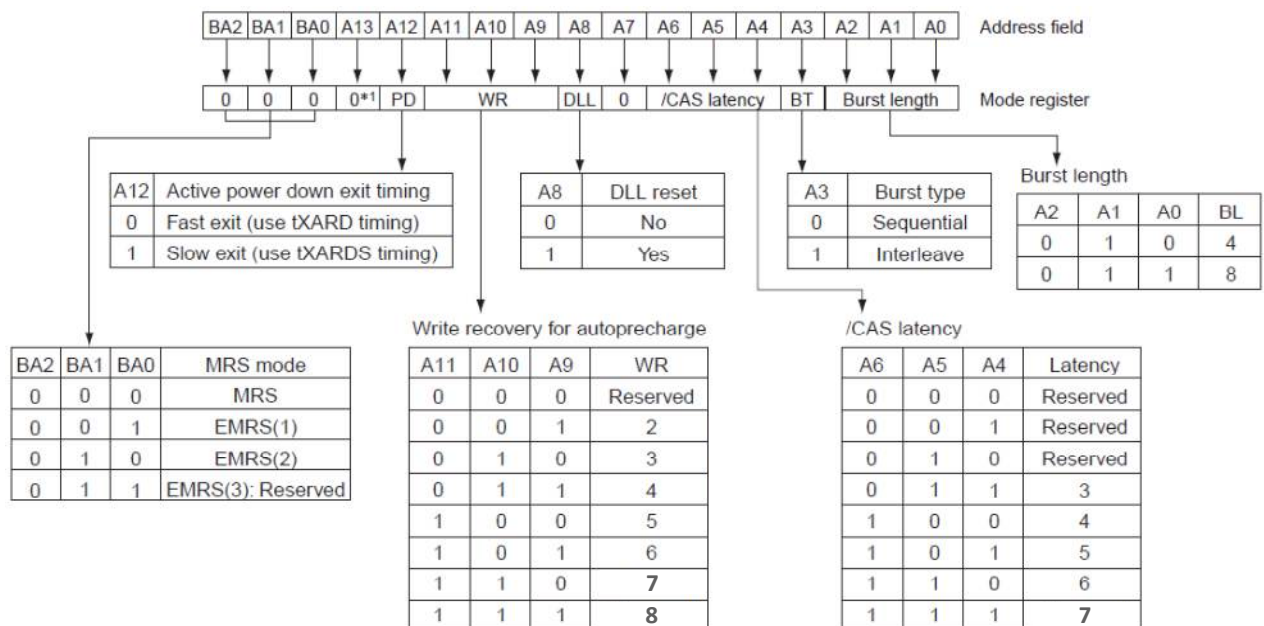 BA2 BA1 BA0 A13 A12 A11 A10 A9 A8 A7 A6 A5 A4 A3 A2 A1 A0 Address field
0 0 0 0*1 PD WR DLL 0 /CAS latency BT Burst length Mode register
A12 Active power down exit timing
0 Fast exit (use tXARD timing)
1 Slow exit (use tXARDS timing)
A8 DLL reset
0 No
1 Yes
A3 Burst type
0 Sequential
1 Interleave
Burst length
A2 A1 A0 BL
0 1 0 4
0 1 1 8
BA2 BA1 BA0 MRS mode
0 0 0 MRS
0 0 1 EMRS(1)
0 1 0 EMRS(2)
0 1 1 EMRS(3): Reserved
Write recovery for autoprecharge
A11 A10 A9 WR
0 0 0 Reserved
0 0 1 2
0 1 0 3
0 1 1 4
1 0 0 5
1 0 1 6
1 1 0 7
1 1 1 8
/CAS latency
A6 A5 A4 Latency
0 0 0 Reserved
0 0 1 Reserved
0 1 0 Reserved
0 1 1 3
1 0 0 4
1 0 1 5
1 1 0 6
1 1 1 7